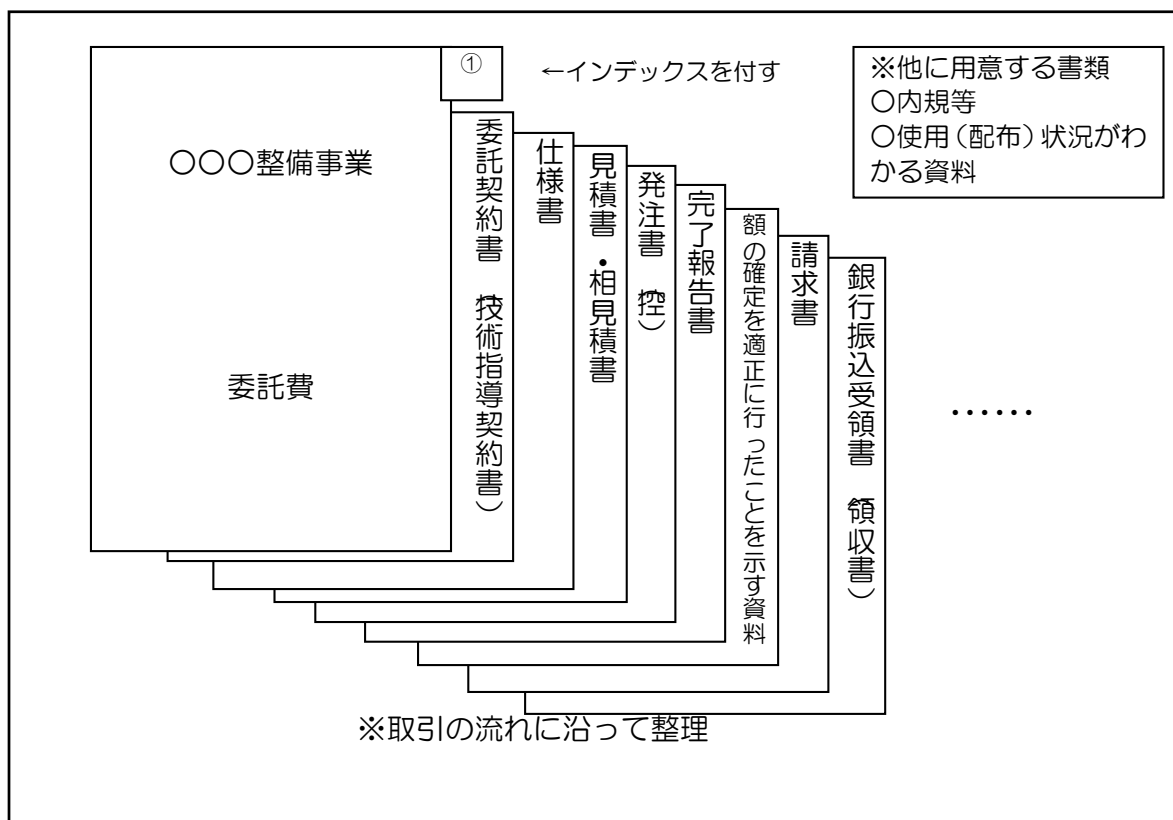 ①
←インデックスを付す
※他に用意する書類
○内規等
○使用（配布）状況がわ
かる資料
○○○整備事業
委託費
委託契約書（技術指導契約書）
仕様書
見積書・相見積書
発注書（控）
完了報告書
額の確定を適正に行ったことを示す資料
請求書
銀行振込受領書（領収書）
……
※取引の流れに沿って整理